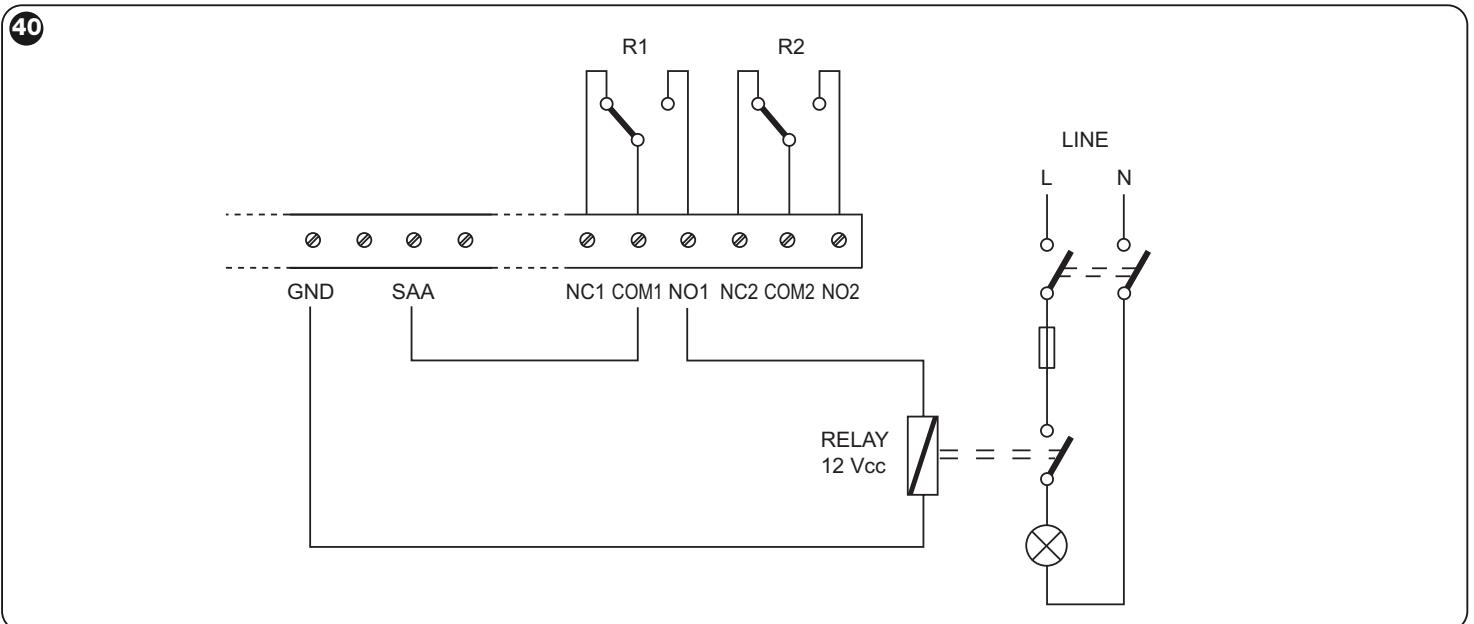 40
R1 R2
LINE
L N
GND SAA NC1 COM1 NO1 NC2 COM2 NO2
RELAY
12 Vcc